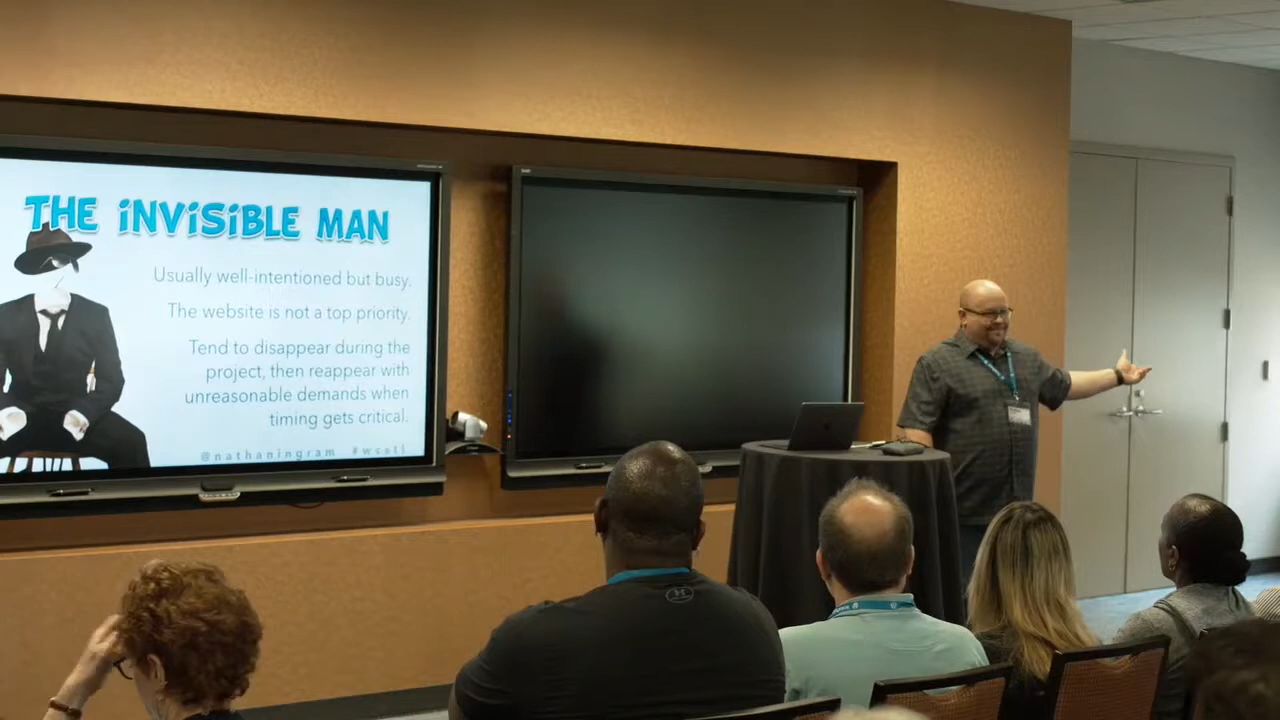 THE iNViSiBLE MAN
Usually well-intentioned but busy.
The website is not a top priority.
Tend to disappear during the
project, then reappear with
unreasonable demands when
timing gets critical.
@nathaningram #wcstl